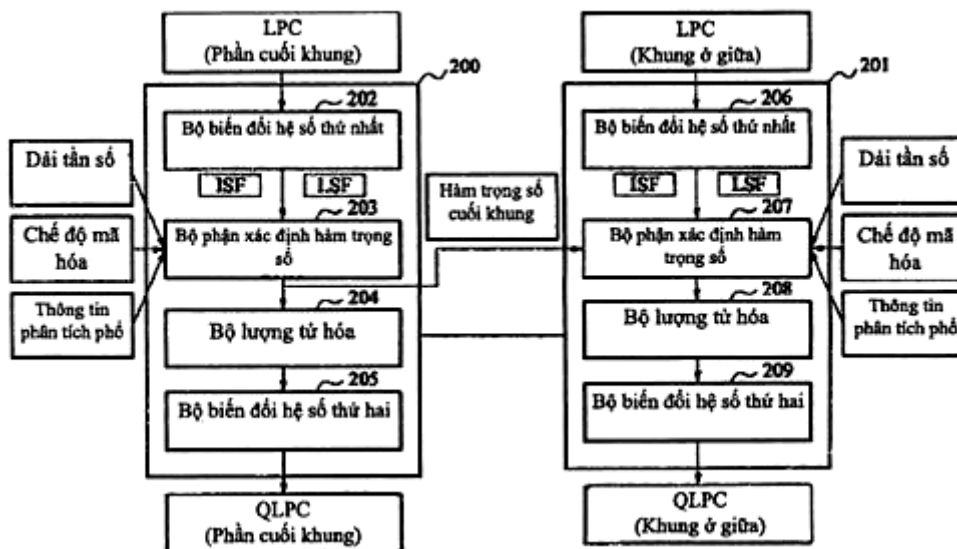 LPC
(Phần cuối khung)
200
202
Bộ biến đổi hệ số thứ nhất
ISF
LSF
Dải tần số
Chế độ mã
hóa
Thông tin
phân tích phổ
203
Bộ phận xác định hàm trọng
số
204
Bộ lượng tử hóa
205
Bộ biến đổi hệ số thứ hai
QLPC
(Phần cuối khung)
Hàm trọng số
cuối khung
LPC
(Khung ở giữa)
201
206
Bộ biến đổi hệ số thứ nhất
ISF
LSF
207
Bộ phận xác định hàm
trọng số
208
Bộ lượng tử hóa
209
Bộ biến đổi hệ số thứ hai
QLPC
(Khung ở giữa)
Dải tần số
Chế độ mã
hóa
Thông tin
phân tích phổ